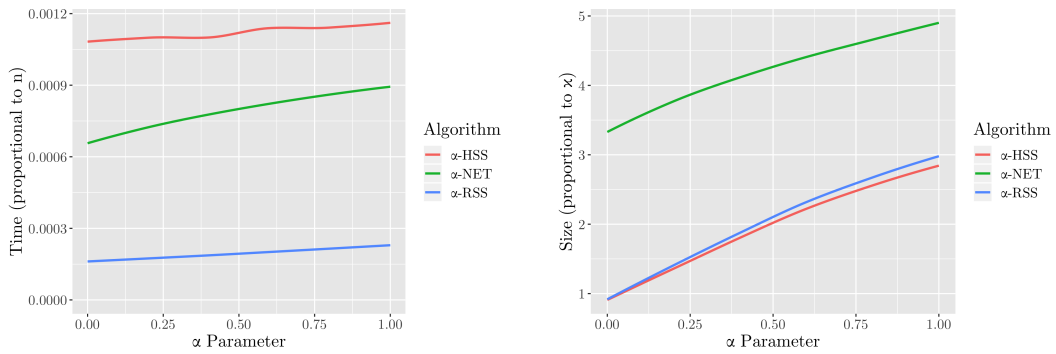 0.0012
0.0009
0.0006
0.0003
0.0000
Time (proportional to n)
0.00 0.25 0.50 0.75 1.00
α Parameter
Algorithm
α-HSS
α-NET
α-RSS
5
4
3
2
1
Size (proportional to ϰ)
0.00 0.25 0.50 0.75 1.00
α Parameter
Algorithm
α-HSS
α-NET
α-RSS